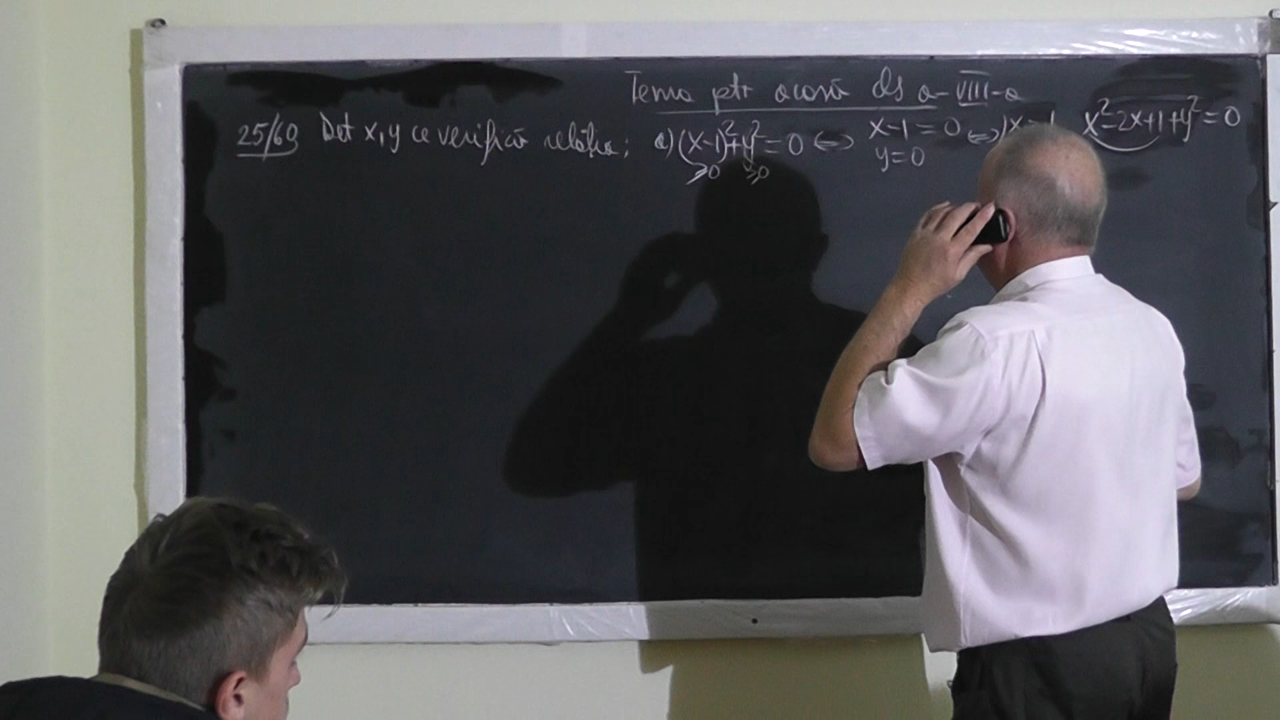 Tema ptr acasă cls a-VIII-a
25/69 Det x,y ce verifică relația; a) (x-1)²+y²=0 ⇔ x-1=0 ⇔ x=1 x²-2x+1+y²=0
≥0 ≥0 y=0